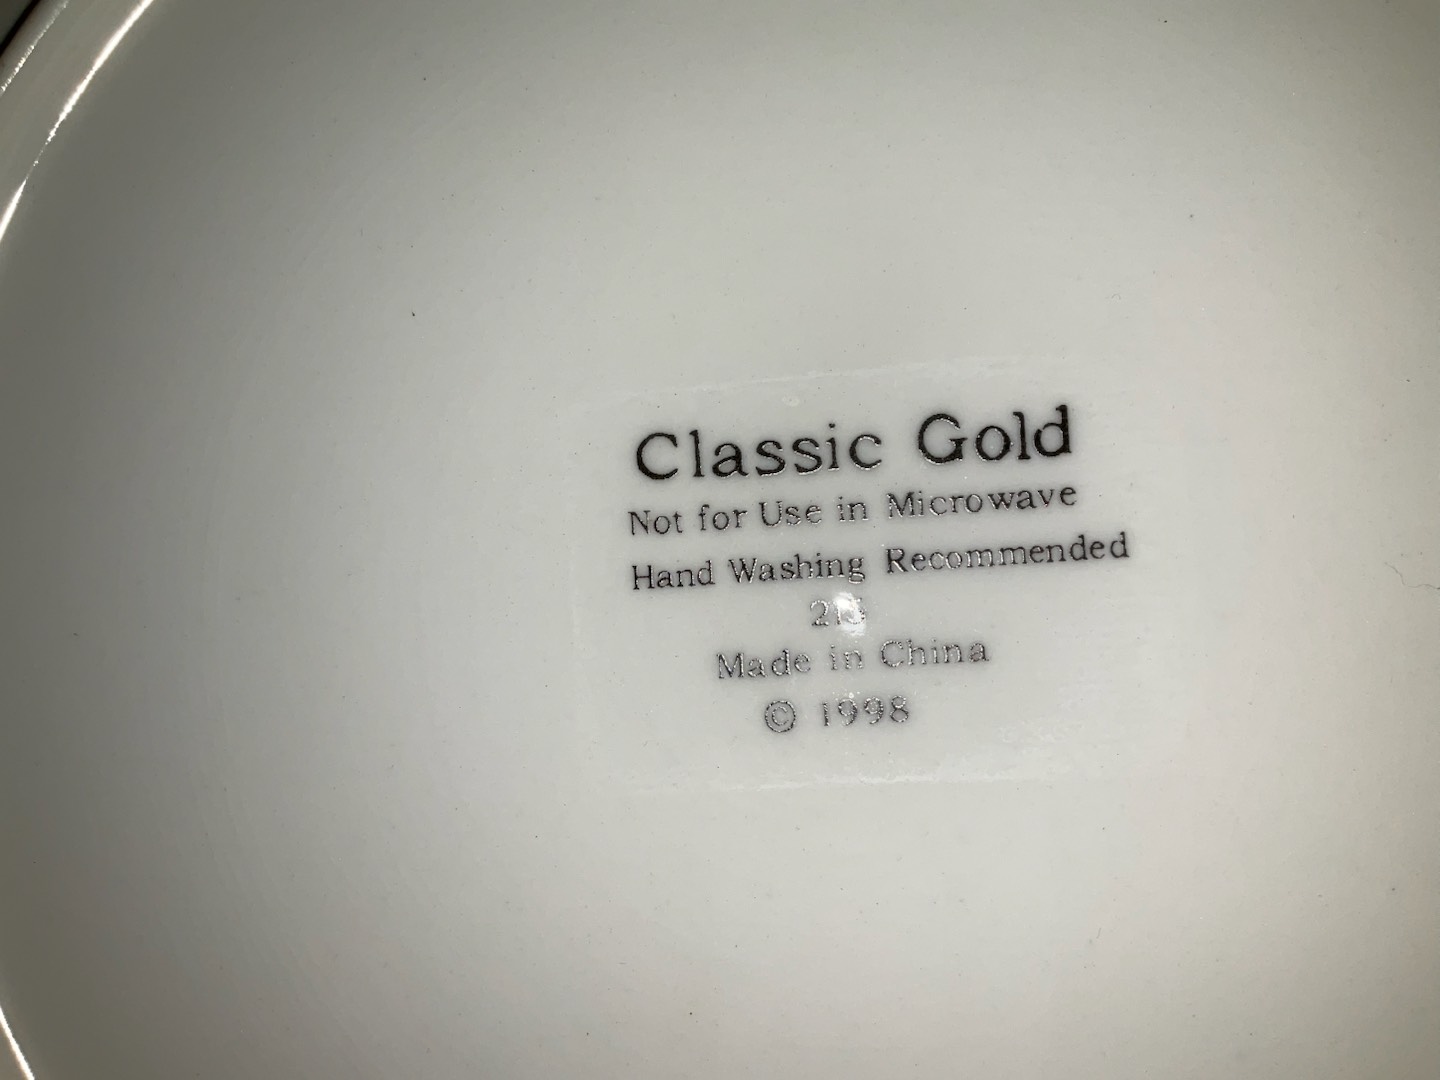 Classic Gold
Not for Use in Microwave
Hand Washing Recommended
Made in China
© 1998